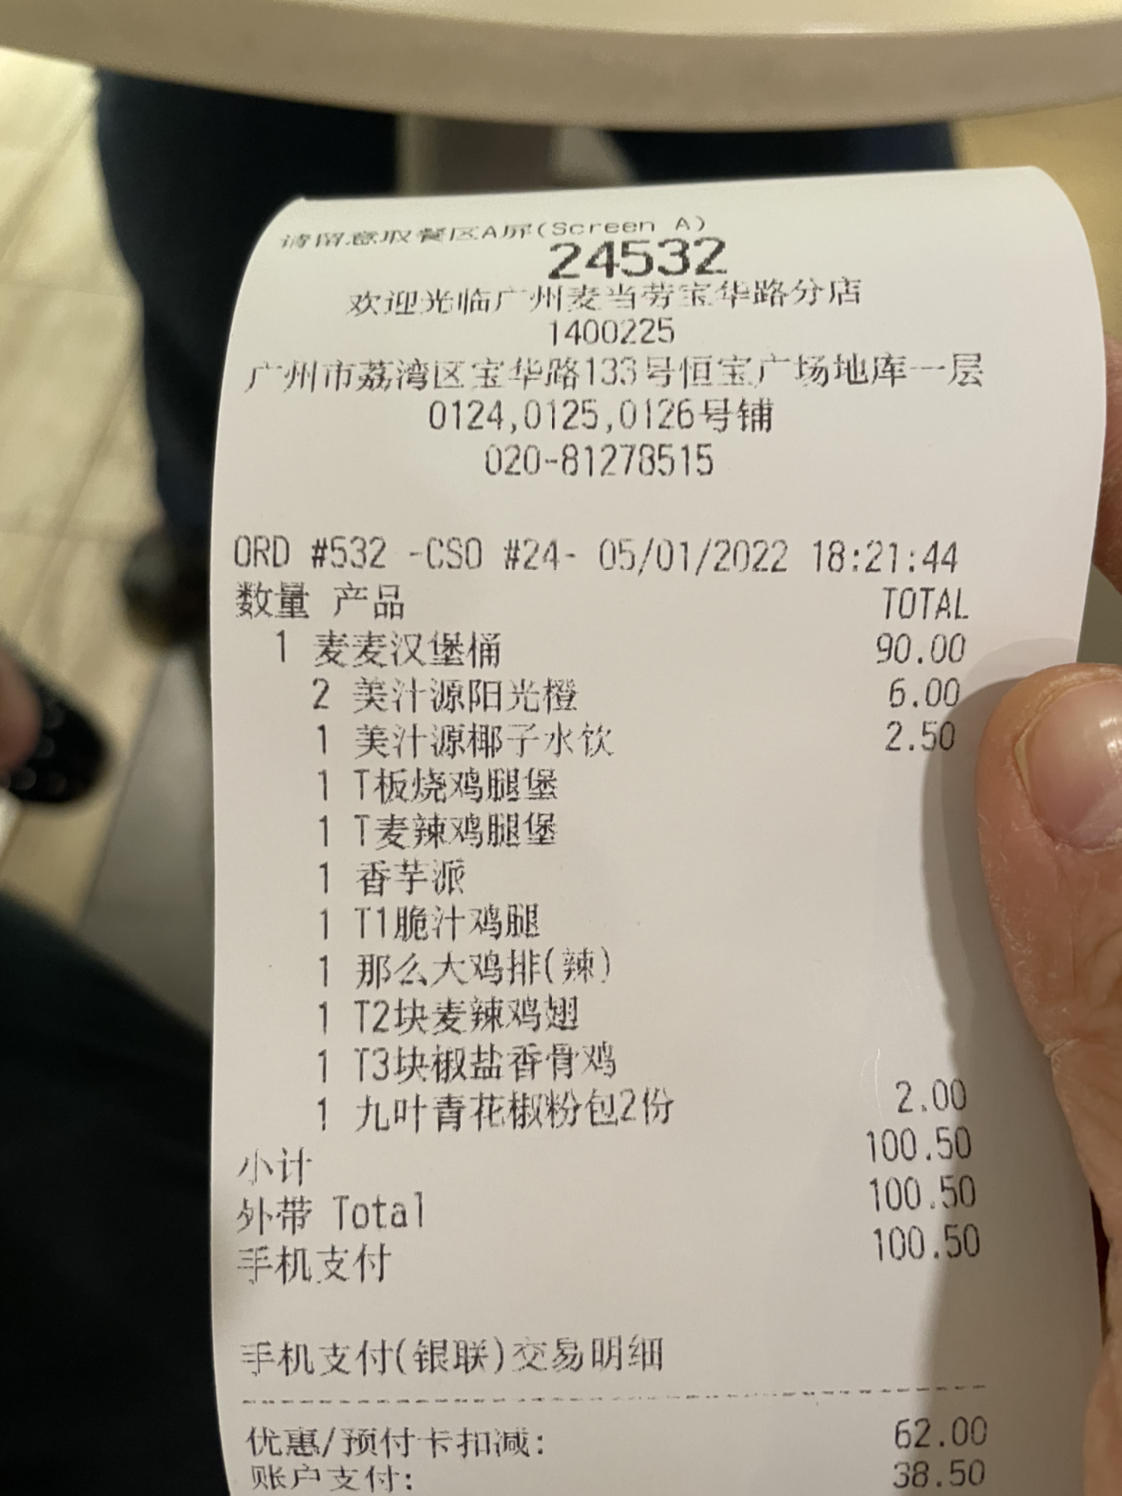 请留意取餐区A屏(Screen A)
24532
欢迎光临广州麦当劳宝华路分店
1400225
广州市荔湾区宝华路133号恒宝广场地库一层
0124,0125,0126号铺
020-81278515
ORD #532 -CSO #24- 05/01/2022 18:21:44
数量 产品 TOTAL
1 麦麦汉堡桶 90.00
2 美汁源阳光橙 6.00
1 美汁源椰子水饮 2.50
1 T板烧鸡腿堡
1 T麦辣鸡腿堡
1 香芋派
1 T1脆汁鸡腿
1 那么大鸡排(辣)
1 T2块麦辣鸡翅
1 T3块椒盐香骨鸡
1 九叶青花椒粉包2份 2.00
小计 100.50
外带 Total 100.50
手机支付 100.50
手机支付(银联)交易明细
优惠/预付卡扣减: 62.00
账户支付: 38.50